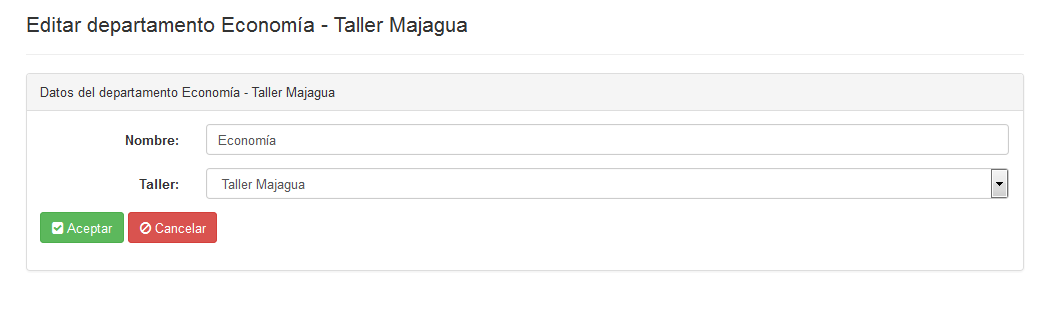 Editar departamento Economía - Taller Majagua
Datos del departamento Economía - Taller Majagua
Nombre: Economía
Taller: Taller Majagua
Aceptar Cancelar